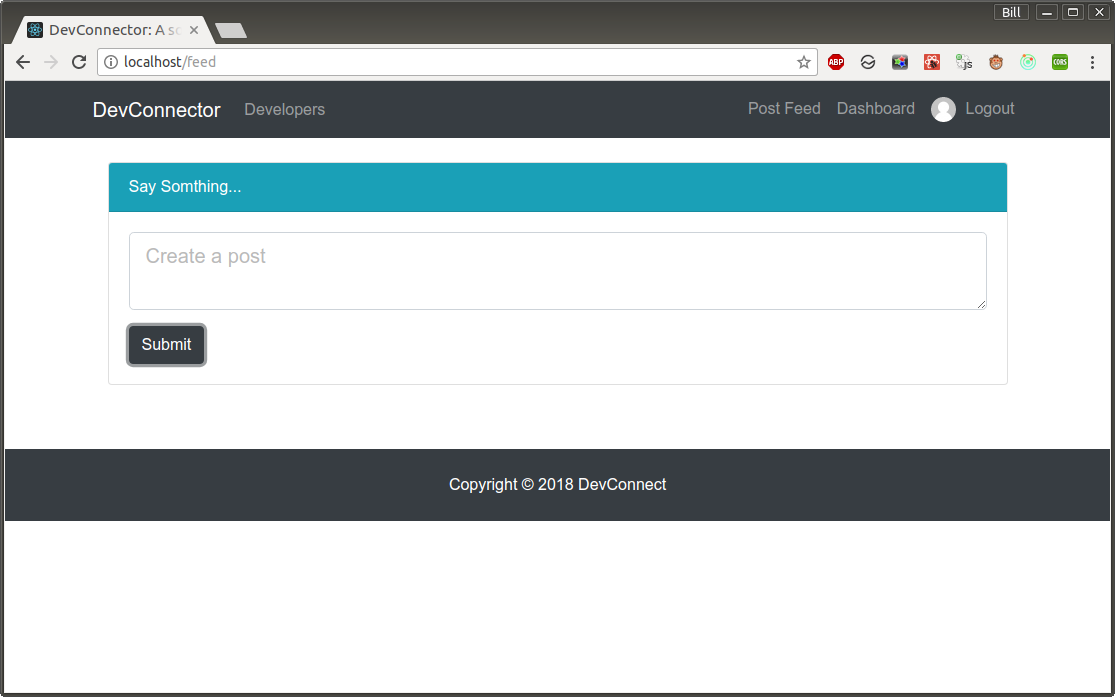 Bill
DevConnector: A so
localhost/feed
ABP
js
CORS
DevConnector Developers Post Feed Dashboard Logout
Say Somthing...
Create a post
Submit
Copyright © 2018 DevConnect